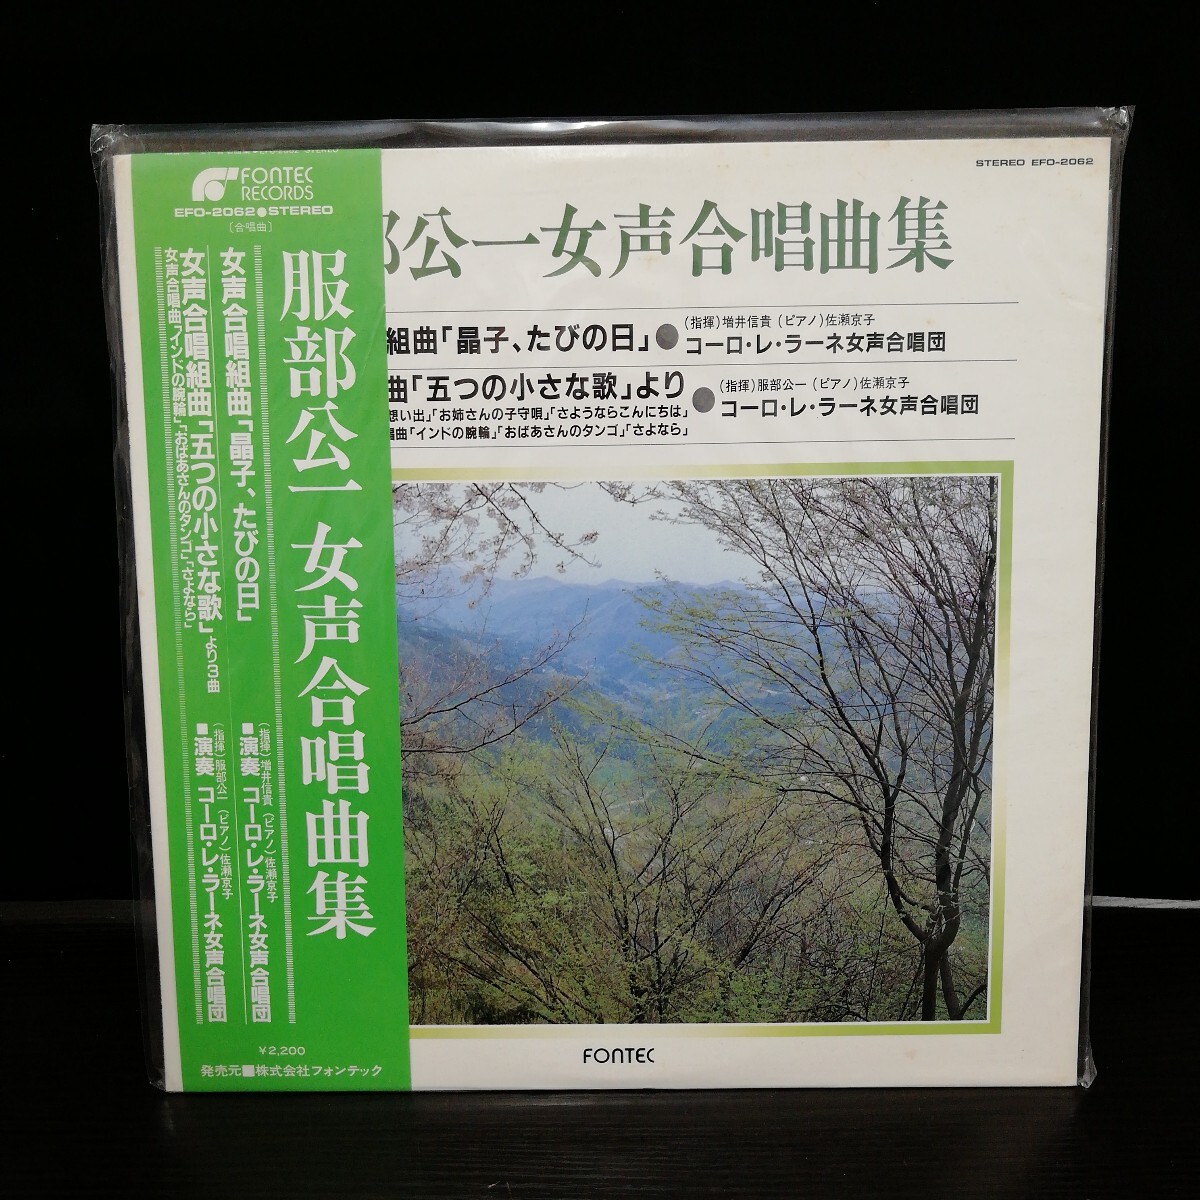 FONTEC
RECORDS
EFO-2062●STEREO
〔合唱曲〕
服部公一 女声合唱曲集
女声合唱組曲「晶子、たびの日」
女声合唱組曲「五つの小さな歌」より3曲
女声合唱曲「インドの腕輪」「おばあさんのタンゴ」「さよなら」
(指揮)増井信貴 (ピアノ)佐瀬京子
■演奏 コーロ・レ・ラーネ女声合唱団
(指揮)服部公一 (ピアノ)佐瀬京子
■演奏 コーロ・レ・ラーネ女声合唱団
¥2,200
発売元■株式会社フォンテック
STEREO EFO-2062
部公一女声合唱曲集
組曲「晶子、たびの日」●
(指揮)増井信貴 (ピアノ)佐瀬京子
コーロ・レ・ラーネ女声合唱団
曲「五つの小さな歌」より
想い出」「お姉さんの子守唄」「さようならこんにちは」
唱曲「インドの腕輪」「おばあさんのタンゴ」「さよなら」
●(指揮)服部公一 (ピアノ)佐瀬京子
コーロ・レ・ラーネ女声合唱団
FONTEC